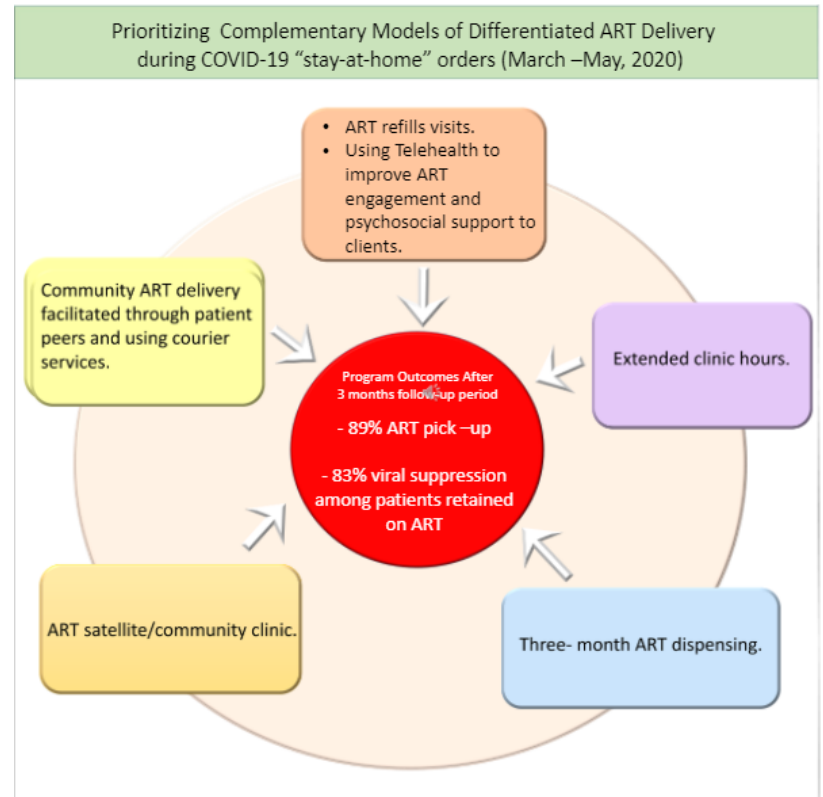 Prioritizing Complementary Models of Differentiated ART Delivery
during COVID-19 “stay-at-home” orders (March –May, 2020)
• ART refills visits.
• Using Telehealth to
improve ART
engagement and
psychosocial support to
clients.
Community ART delivery
facilitated through patient
peers and using courier
services.
Extended clinic hours.
Program Outcomes After
3 months follow-up period
- 89% ART pick –up
- 83% viral suppression
among patients retained
on ART
ART satellite/community clinic.
Three- month ART dispensing.